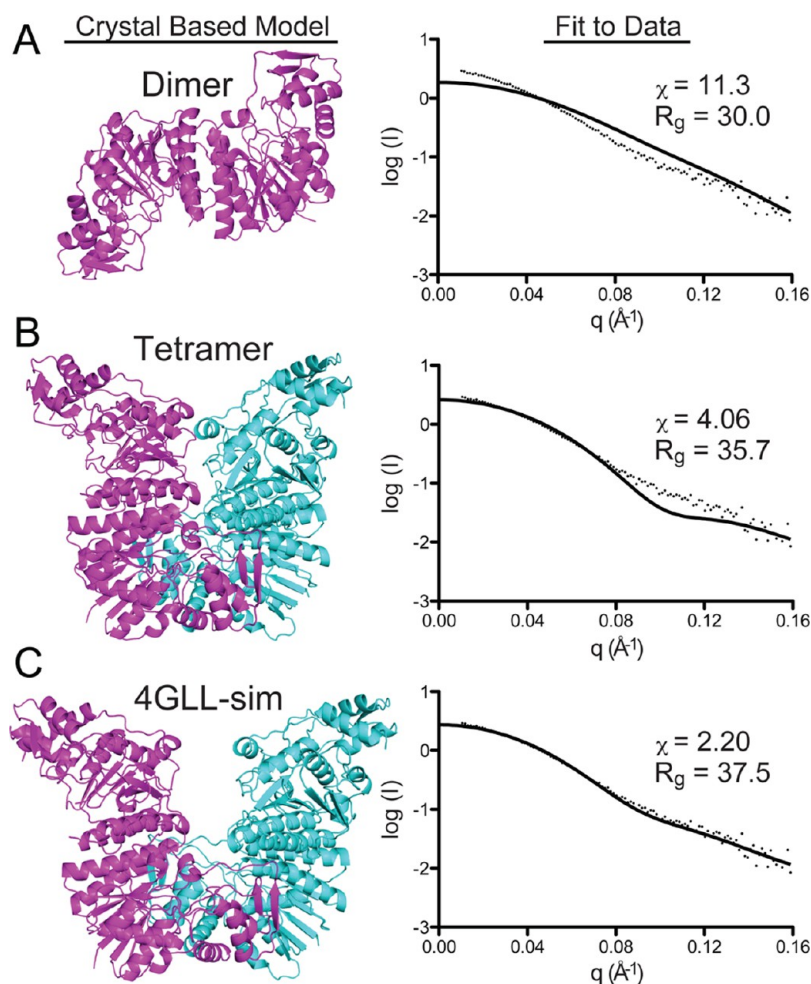 Crystal Based Model
Fit to Data
A
Dimer
1
0
-1
-2
-3
log (I)
χ = 11.3
Rg = 30.0
0.00 0.04 0.08 0.12 0.16
q (Å-1)
B
Tetramer
1
0
-1
-2
-3
log (I)
χ = 4.06
Rg = 35.7
0.00 0.04 0.08 0.12 0.16
q (Å-1)
C
4GLL-sim
1
0
-1
-2
-3
log (I)
χ = 2.20
Rg = 37.5
0.00 0.04 0.08 0.12 0.16
q (Å-1)